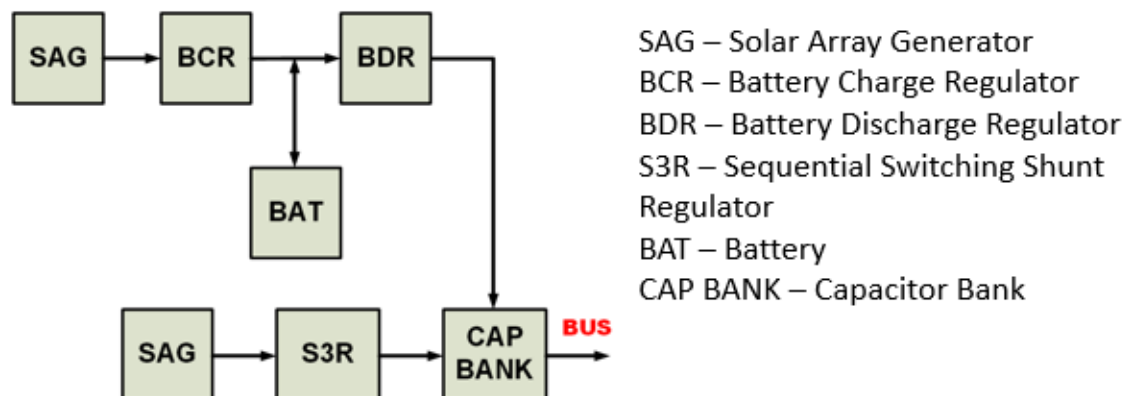 SAG
BCR
BDR
BAT
SAG
S3R
CAP
BANK
BUS
SAG – Solar Array Generator
BCR – Battery Charge Regulator
BDR – Battery Discharge Regulator
S3R – Sequential Switching Shunt
Regulator
BAT – Battery
CAP BANK – Capacitor Bank